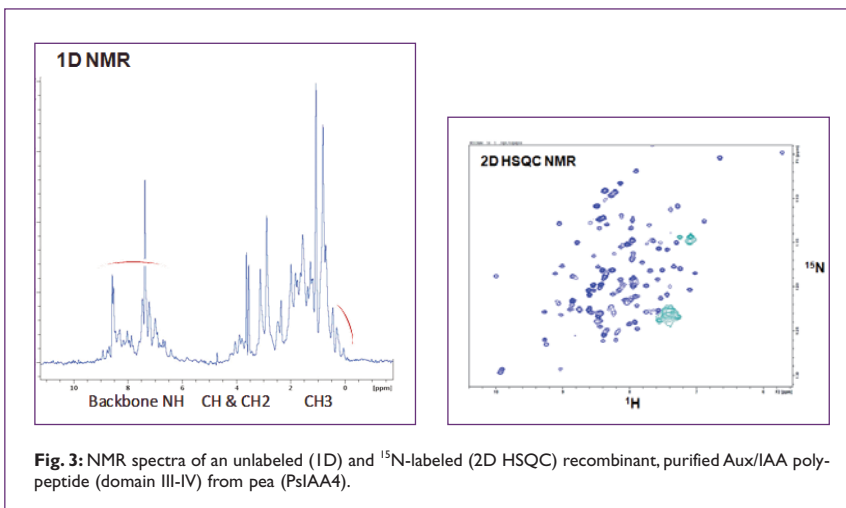 1D NMR
10 8 6 4 2 0 [ppm]
Backbone NH CH & CH2 CH3
2D HSQC NMR
¹⁵N
10
¹H
Fig. 3: NMR spectra of an unlabeled (1D) and ¹⁵N-labeled (2D HSQC) recombinant, purified Aux/IAA poly-
peptide (domain III-IV) from pea (PsIAA4).